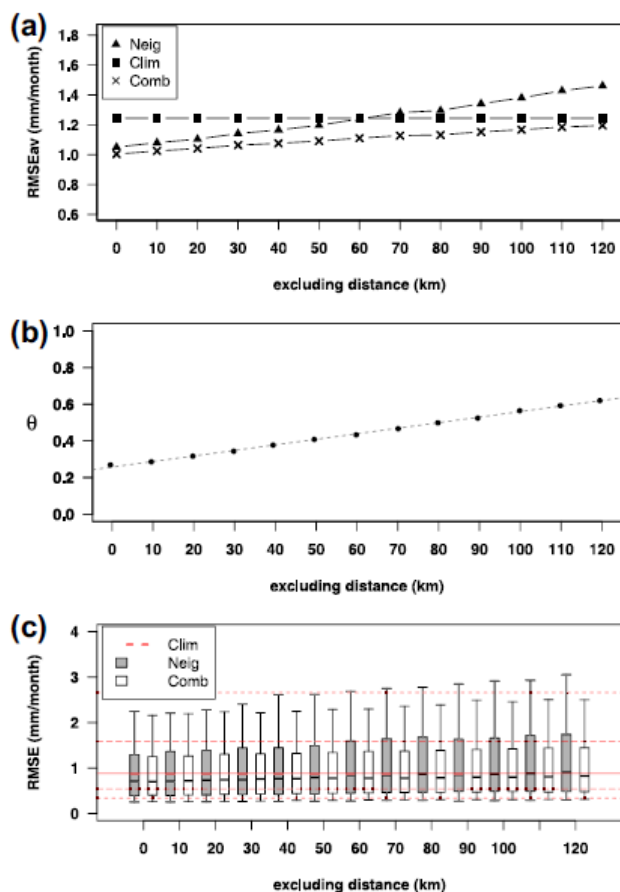 (a)
1.8
1.6
1.4
1.2
1.0
0.8
0.6
RMSEav (mm/month)
Neig
Clim
Comb
0 10 20 30 40 50 60 70 80 90 100 110 120
excluding distance (km)
(b)
1.0
0.8
0.6
0.4
0.2
0.0
θ
0 10 20 30 40 50 60 70 80 90 100 110 120
excluding distance (km)
(c)
4
3
2
1
0
RMSE (mm/month)
Clim
Neig
Comb
0 10 20 30 40 50 60 70 80 90 100 120
excluding distance (km)